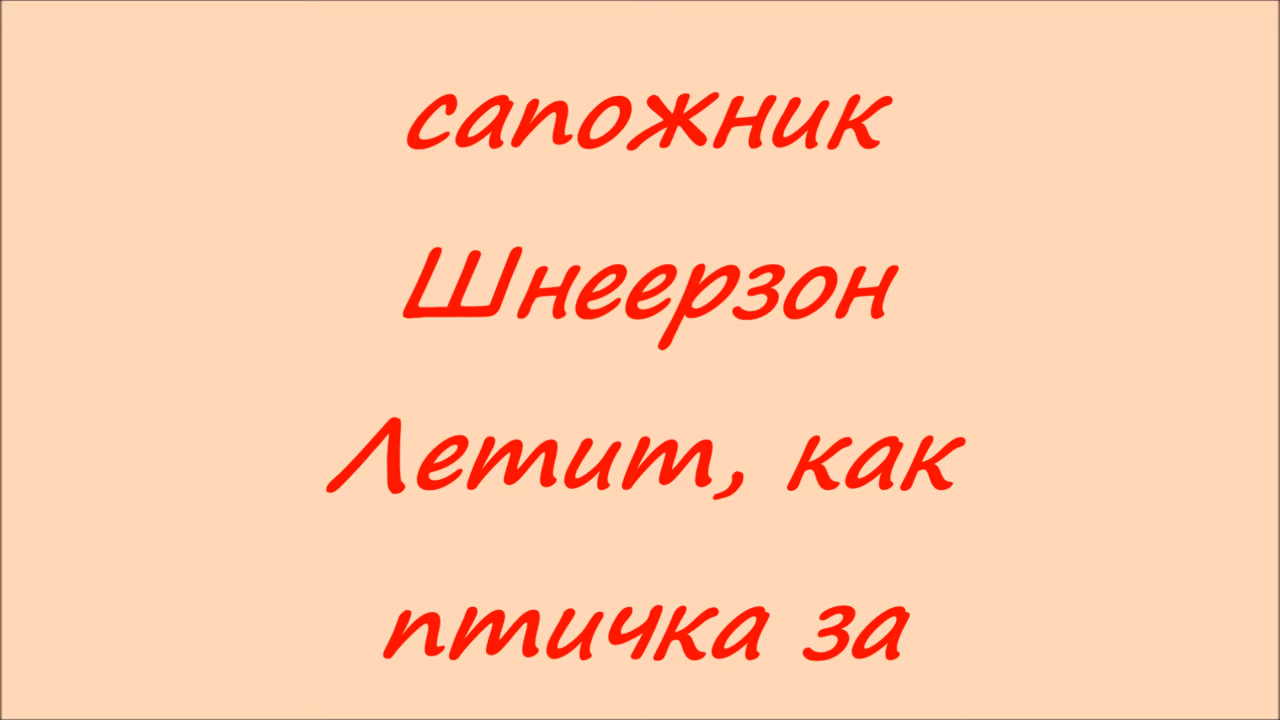 сапожник
Шнеерзон
Летит, как
птичка за